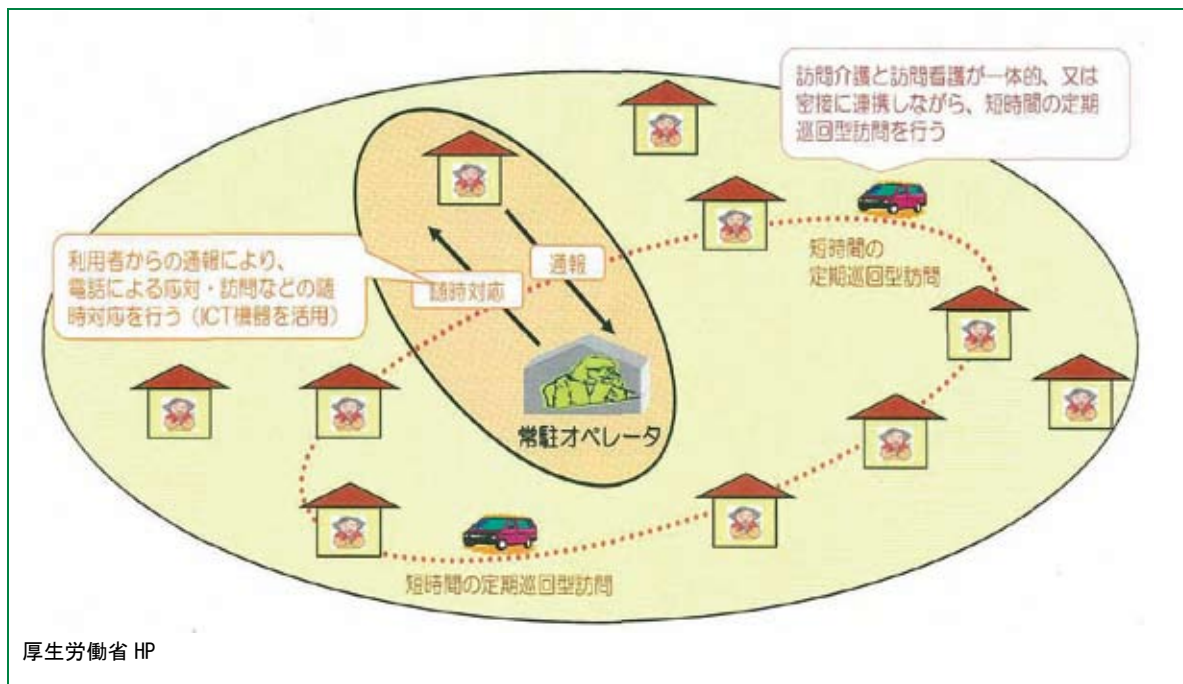 訪問介護と訪問看護が一体的、又は
密接に連携しながら、短時間の定期
巡回型訪問を行う
利用者からの通報により、
電話による応対・訪問などの随
時対応を行う（ICT機器を活用）
通報
随時対応
短時間の
定期巡回型訪問
常駐オペレータ
短時間の定期巡回型訪問
厚生労働省 HP